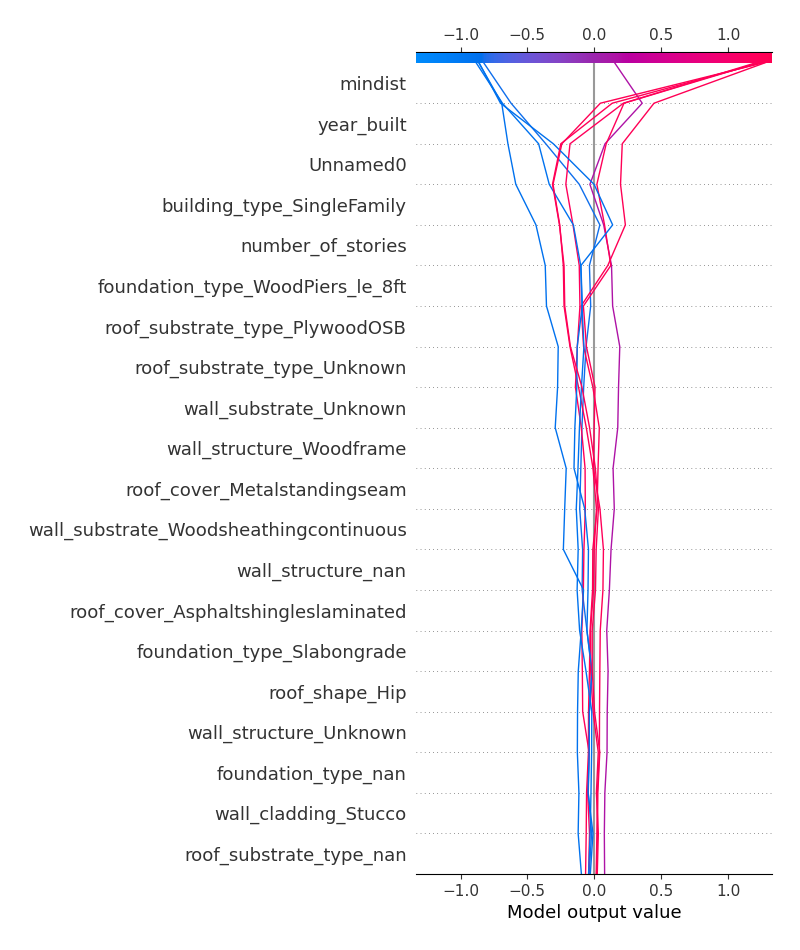 −1.0 −0.5 0.0 0.5 1.0
mindist
year_built
Unnamed0
building_type_SingleFamily
number_of_stories
foundation_type_WoodPiers_le_8ft
roof_substrate_type_PlywoodOSB
roof_substrate_type_Unknown
wall_substrate_Unknown
wall_structure_Woodframe
roof_cover_Metalstandingseam
wall_substrate_Woodsheathingcontinuous
wall_structure_nan
roof_cover_Asphaltshingleslaminated
foundation_type_Slabongrade
roof_shape_Hip
wall_structure_Unknown
foundation_type_nan
wall_cladding_Stucco
roof_substrate_type_nan
−1.0 −0.5 0.0 0.5 1.0
Model output value